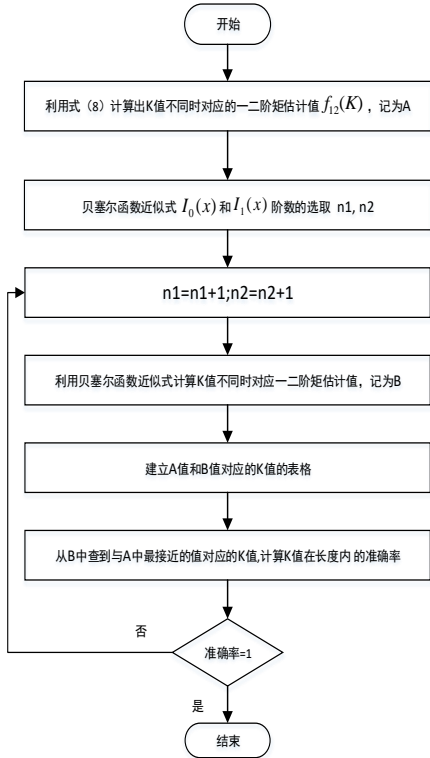 开始
利用式（8）计算出K值不同时对应的一二阶矩估计值 f₁₂(K) ，记为A
贝塞尔函数近似式 I₀(x) 和 I₁(x) 阶数的选取 n1, n2
n1=n1+1;n2=n2+1
利用贝塞尔函数近似式计算K值不同时对应一二阶矩估计值，记为B
建立A值和B值对应的K值的表格
从B中查到与A中最接近的值对应的K值,计算K值在长度内 的准确率
否
准确率=1
是
结束